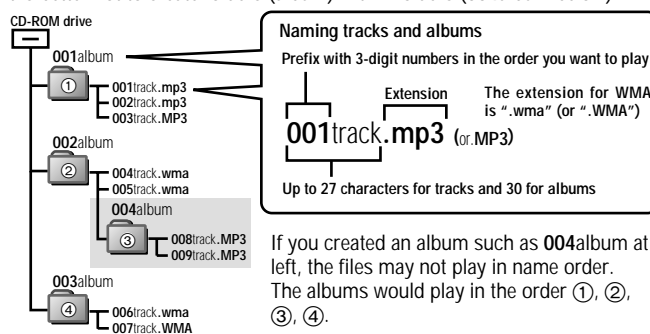 CD-ROM drive
001album
①
001track.mp3
002track.mp3
003track.MP3
002album
②
004track.wma
005track.wma
004album
③
008track.MP3
009track.MP3
003album
④
006track.wma
007track.WMA
Naming tracks and albums
Prefix with 3-digit numbers in the order you want to play
Extension
The extension for WMA
is “.wma” (or “.WMA”)
001track.mp3 (or.MP3)
Up to 27 characters for tracks and 30 for albums
If you created an album such as 004album at
left, the files may not play in name order.
The albums would play in the order ①, ②,
③, ④.